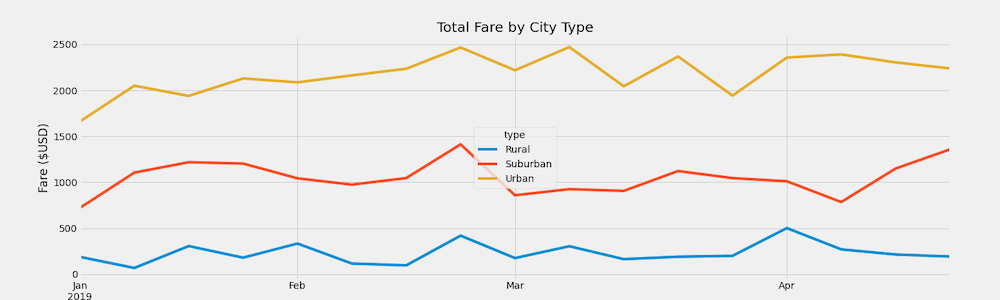 Total Fare by City Type
Fare ($USD)
2500
2000
1500
1000
500
0
type
Rural
Suburban
Urban
Jan
2019
Feb
Mar
Apr